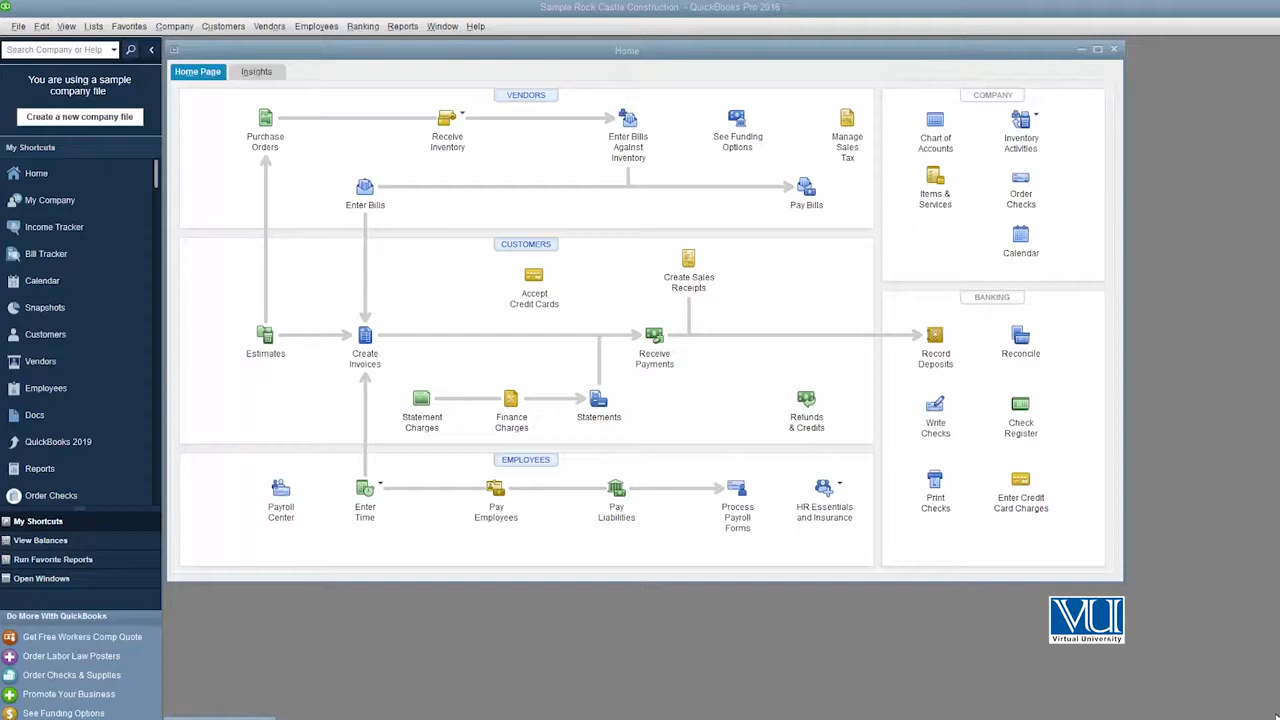 Sample Rock Castle Construction - QuickBooks Pro 2016
File Edit View Lists Favorites Company Customers Vendors Employees Banking Reports Window Help
Search Company or Help
You are using a sample
company file
Create a new company file
My Shortcuts
Home
My Company
Income Tracker
Bill Tracker
Calendar
Snapshots
Customers
Vendors
Employees
Docs
QuickBooks 2019
Reports
Order Checks
My Shortcuts
View Balances
Run Favorite Reports
Open Windows
Do More With QuickBooks
Get Free Workers Comp Quote
Order Labor Law Posters
Order Checks & Supplies
Promote Your Business
See Funding Options
Home
Home Page
Insights
VENDORS
Purchase
Orders
Receive
Inventory
Enter Bills
Against
Inventory
See Funding
Options
Manage
Sales
Tax
Enter Bills
Pay Bills
CUSTOMERS
Accept
Credit Cards
Create Sales
Receipts
Estimates
Create
Invoices
Receive
Payments
Statement
Charges
Finance
Charges
Statements
Refunds
& Credits
EMPLOYEES
Payroll
Center
Enter
Time
Pay
Employees
Pay
Liabilities
Process
Payroll
Forms
HR Essentials
and Insurance
COMPANY
Chart of
Accounts
Inventory
Activities
Items &
Services
Order
Checks
Calendar
BANKING
Record
Deposits
Reconcile
Write
Checks
Check
Register
Print
Checks
Enter Credit
Card Charges
VU
Virtual University